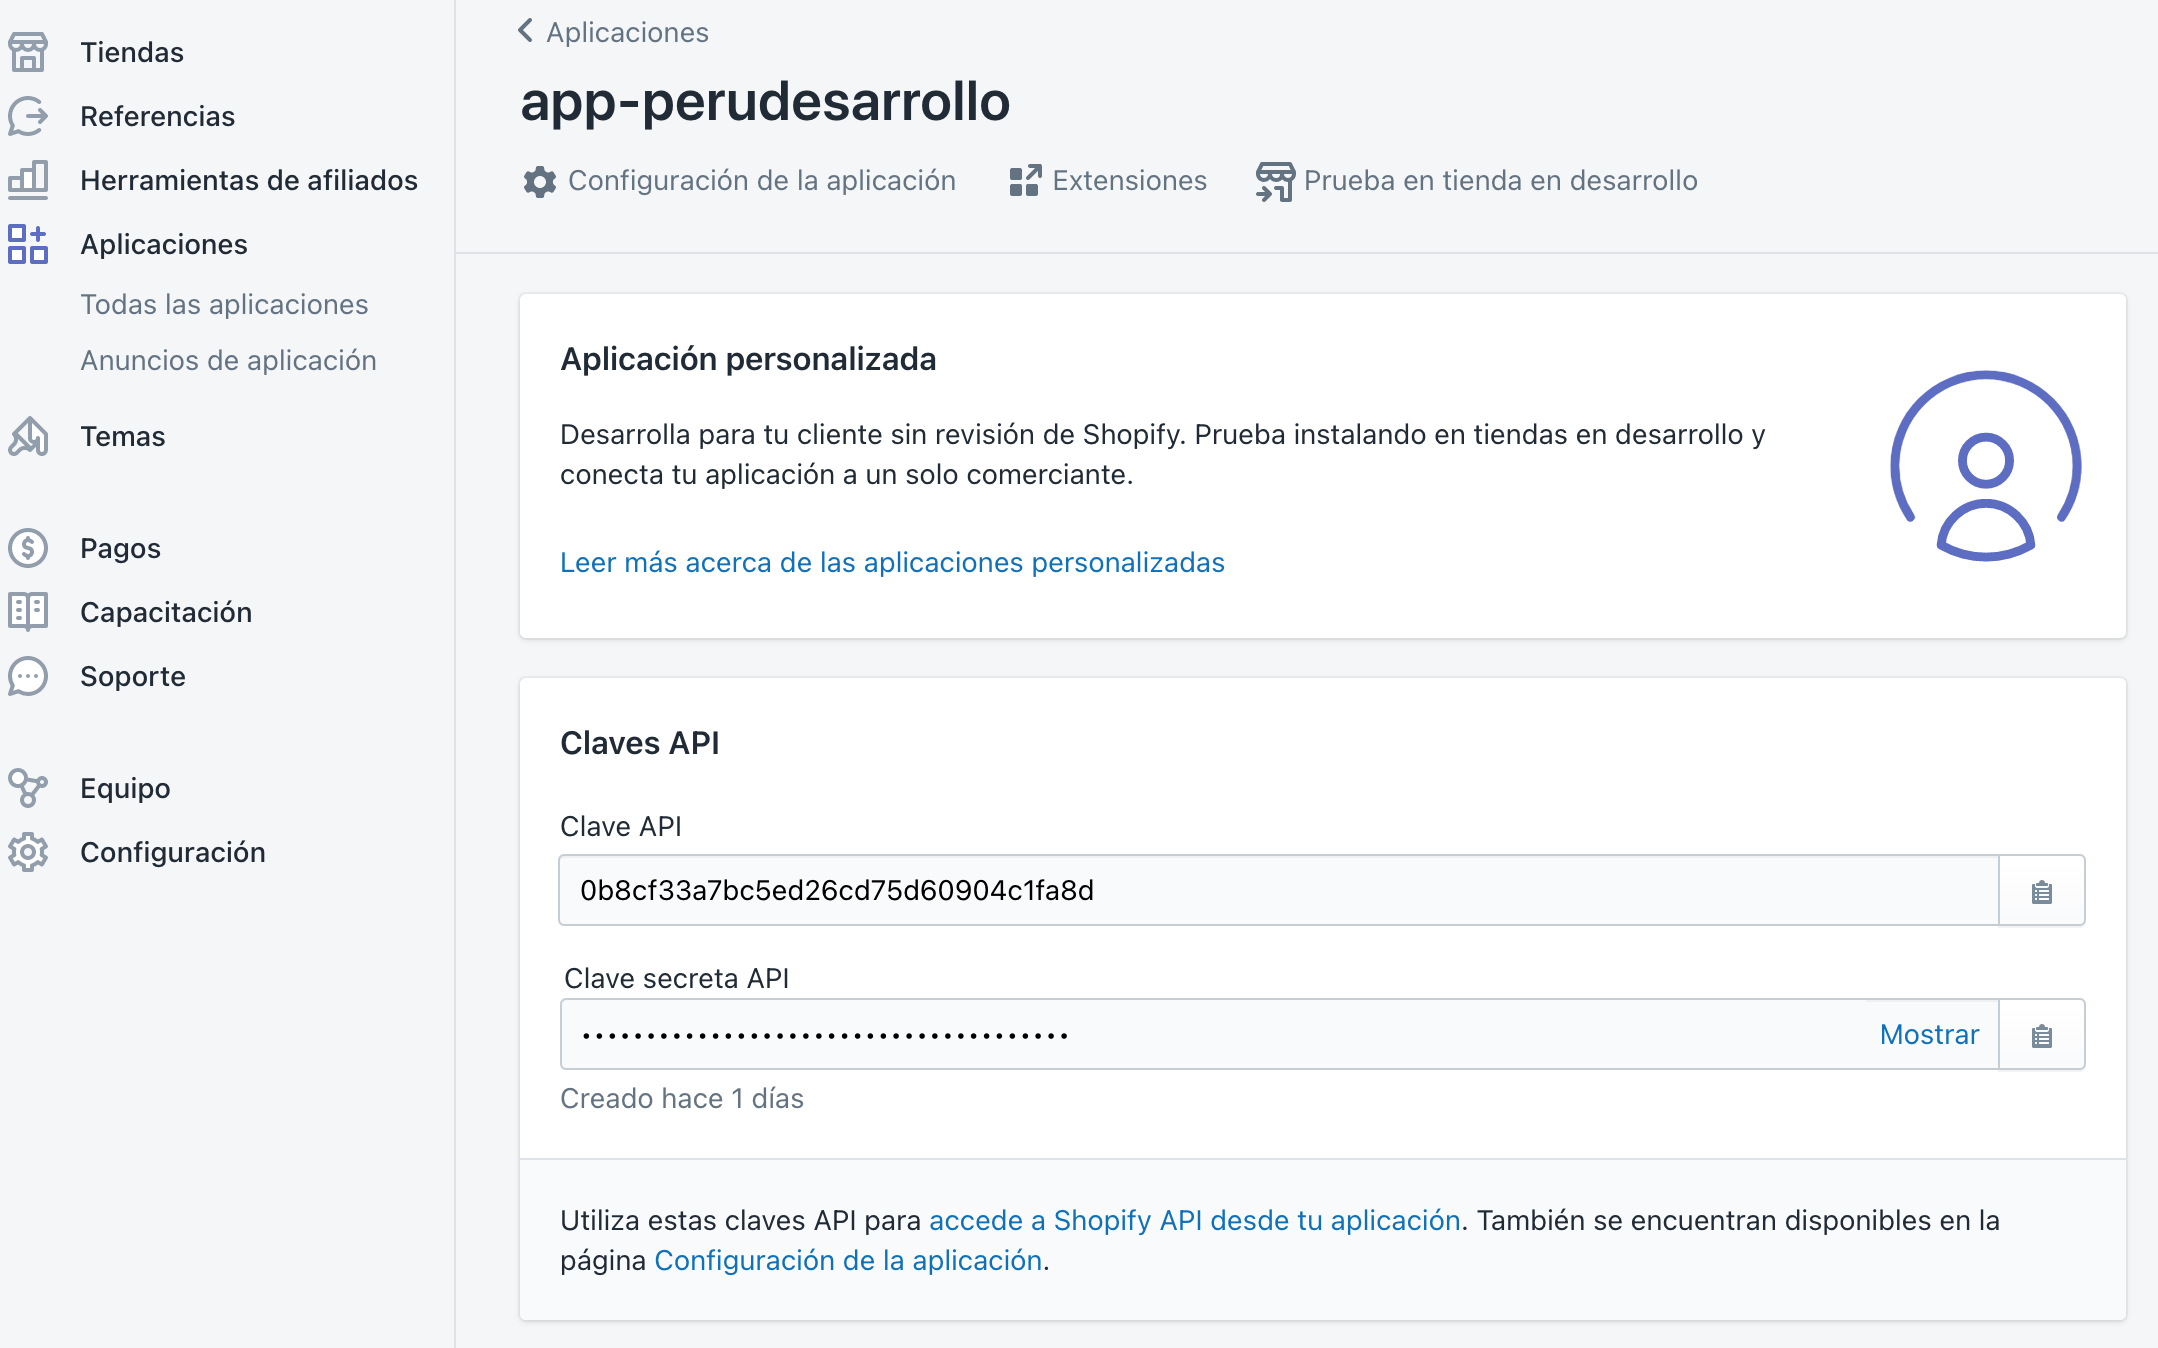 Tiendas
Referencias
Herramientas de afiliados
Aplicaciones
Todas las aplicaciones
Anuncios de aplicación
Temas
Pagos
Capacitación
Soporte
Equipo
Configuración
Aplicaciones
app-perudesarrollo
Configuración de la aplicación
Extensiones
Prueba en tienda en desarrollo
Aplicación personalizada
Desarrolla para tu cliente sin revisión de Shopify. Prueba instalando en tiendas en desarrollo y
conecta tu aplicación a un solo comerciante.
Leer más acerca de las aplicaciones personalizadas
Claves API
Clave API
0b8cf33a7bc5ed26cd75d60904c1fa8d
Clave secreta API
••••••••••••••••••••••••••••••••••••••
Mostrar
Creado hace 1 días
Utiliza estas claves API para accede a Shopify API desde tu aplicación. También se encuentran disponibles en la
página Configuración de la aplicación.